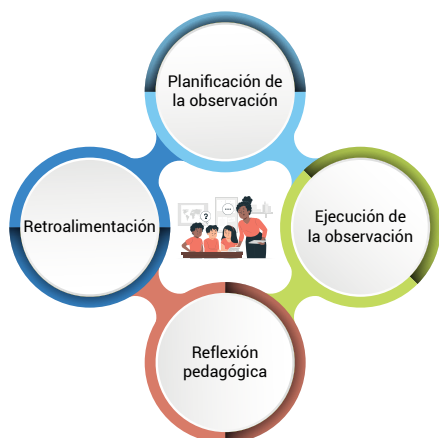 Planificación de
la observación
Retroalimentación
Ejecución de
la observación
Reflexión
pedagógica
?
...